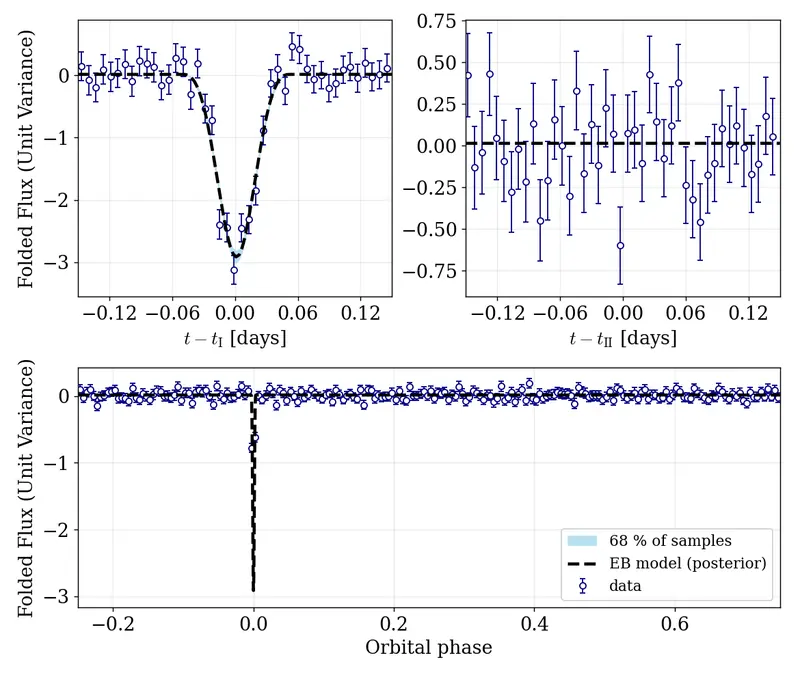 0.75
0
0.50
−1
0.25
0.00
−2
−0.25
−0.50
−3
−0.75
Folded Flux (Unit Variance)
−0.12 −0.06 0.00 0.06 0.12
−0.12 −0.06 0.00 0.06 0.12
t − tI [days]
t − tII [days]
0
−1
−2
−3
Folded Flux (Unit Variance)
68 % of samples
EB model (posterior)
data
−0.2 0.0 0.2 0.4 0.6
Orbital phase